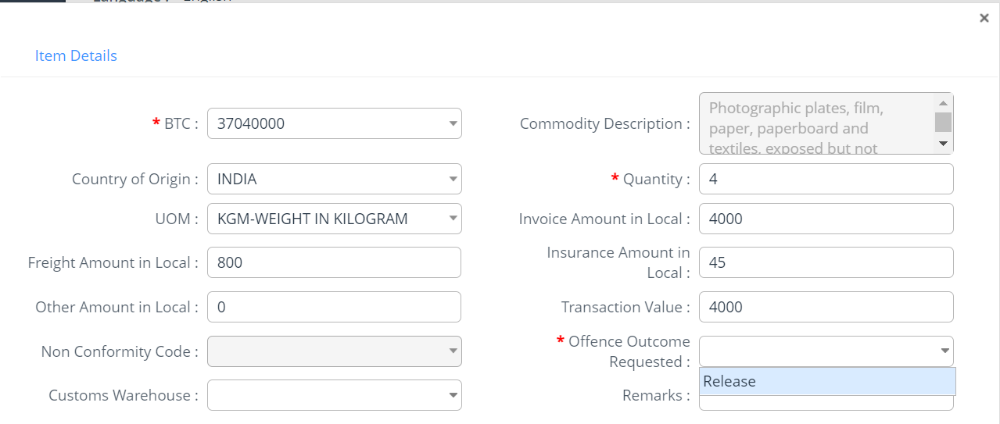 Item Details
* BTC : 37040000
Commodity Description : Photographic plates, film,
paper, paperboard and
textiles, exposed but not
Country of Origin : INDIA
* Quantity : 4
UOM : KGM-WEIGHT IN KILOGRAM
Invoice Amount in Local : 4000
Freight Amount in Local : 800
Insurance Amount in
Local : 45
Other Amount in Local : 0
Transaction Value : 4000
Non Conformity Code :
* Offence Outcome
Requested :
Release
Customs Warehouse :
Remarks :